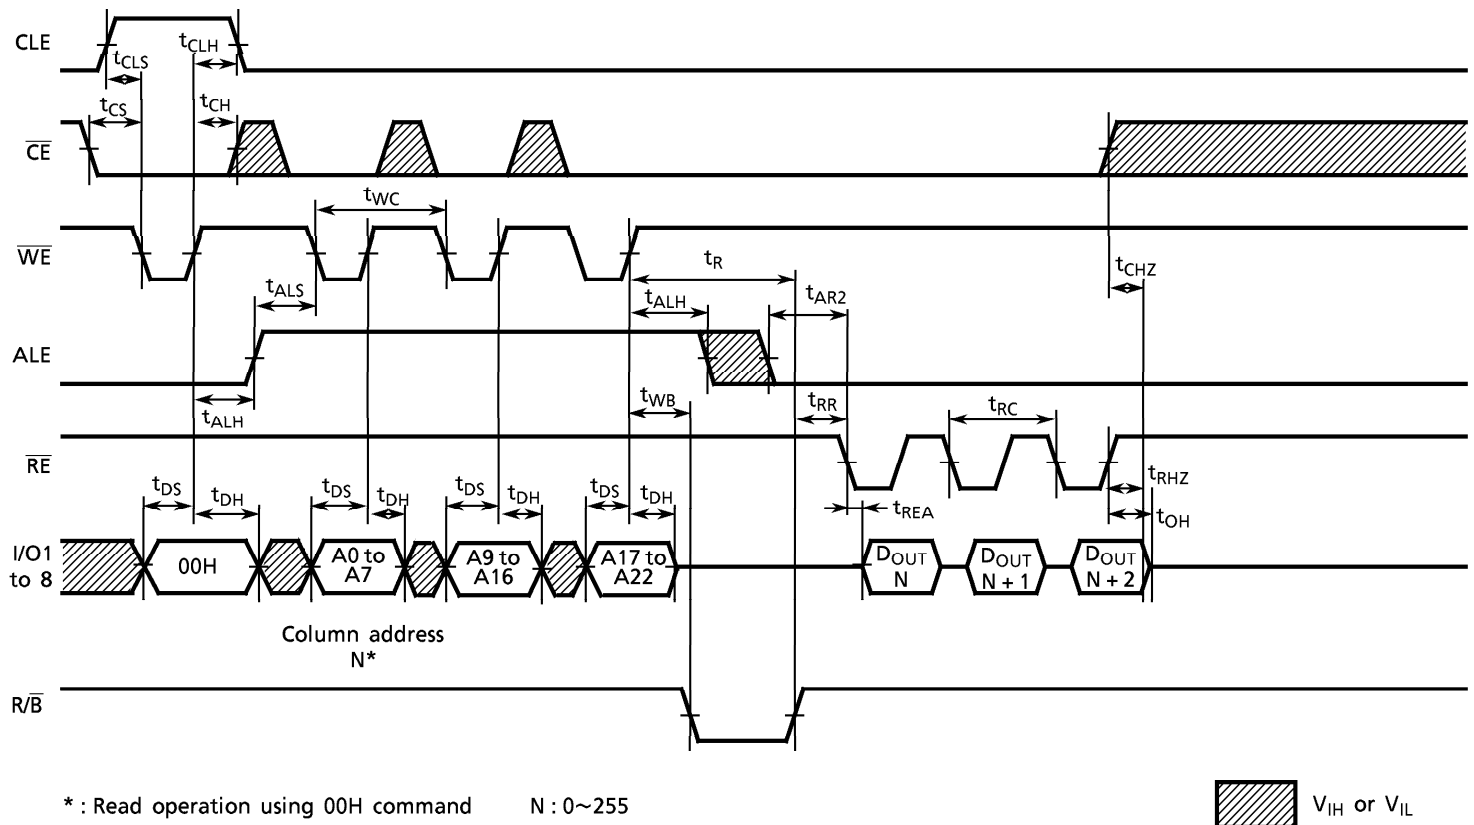 CLE
tCLH
tCLS
tCS
tCH
CE
tWC
WE
tR
tCHZ
tALS
tALH
tAR2
ALE
tALH
tWB
tRR
tRC
RE
tDS
tDH
tDS
tDH
tDS
tDH
tDS
tDH
tREA
tRHZ
tOH
I/O1
to 8
00H
A0 to
A7
A9 to
A16
A17 to
A22
DOUT
N
DOUT
N + 1
DOUT
N + 2
Column address
N*
R/B
* : Read operation using 00H command
N : 0~255
VIH or VIL